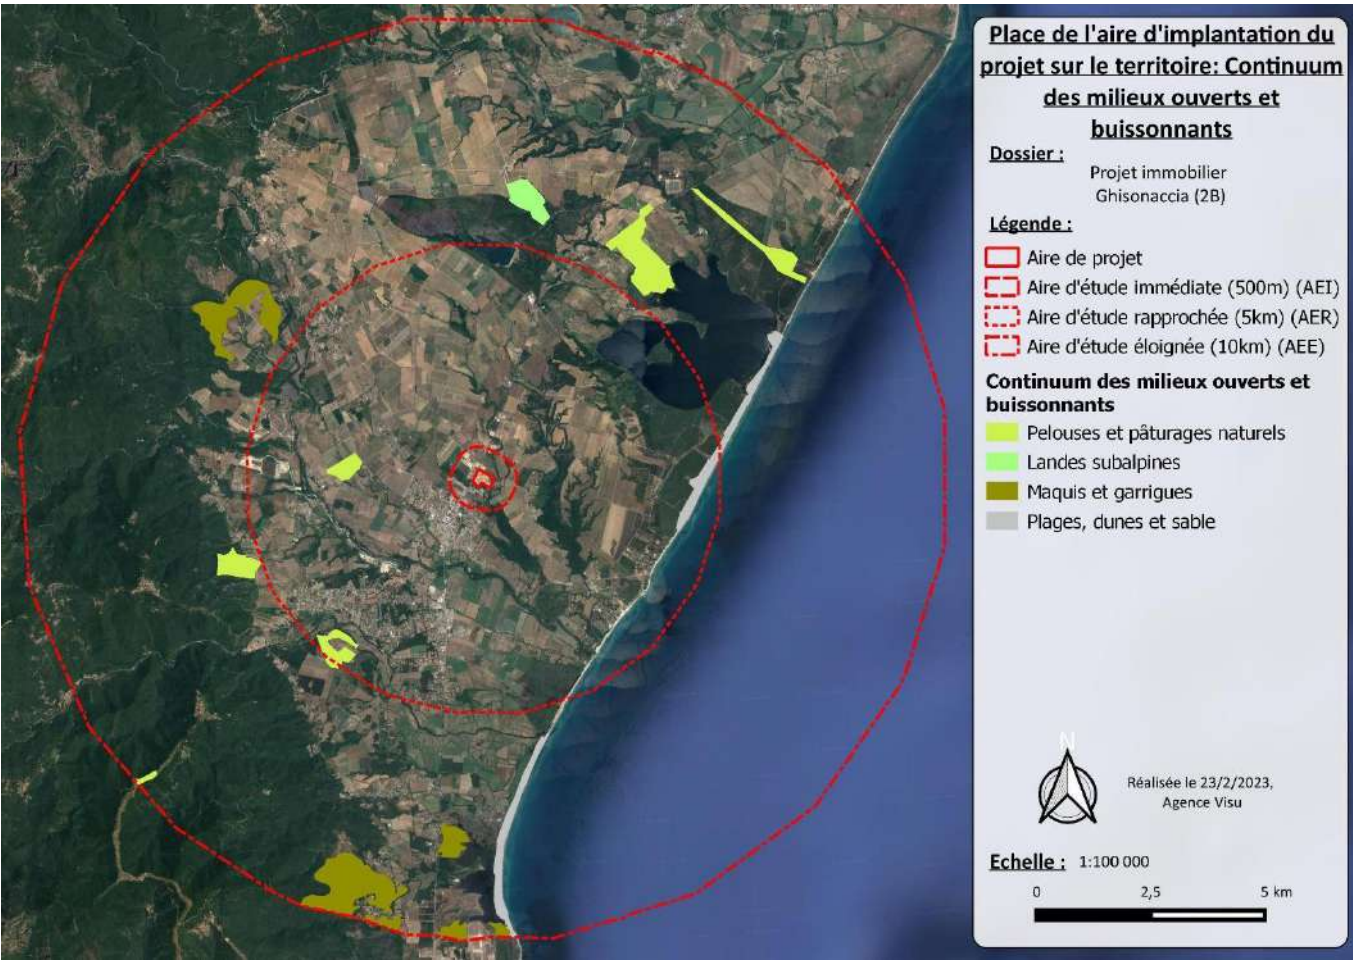 Place de l'aire d'implantation du
projet sur le territoire: Continuum
des milieux ouverts et
buissonnants
Dossier :
Projet immobilier
Ghisonaccia (2B)
Légende :
Aire de projet
Aire d'étude immédiate (500m) (AEI)
Aire d'étude rapprochée (5km) (AER)
Aire d'étude éloignée (10km) (AEE)
Continuum des milieux ouverts et
buissonnants
Pelouses et pâturages naturels
Landes subalpines
Maquis et garrigues
Plages, dunes et sable
N
Réalisée le 23/2/2023,
Agence Visu
Echelle : 1:100 000
0 2,5 5 km